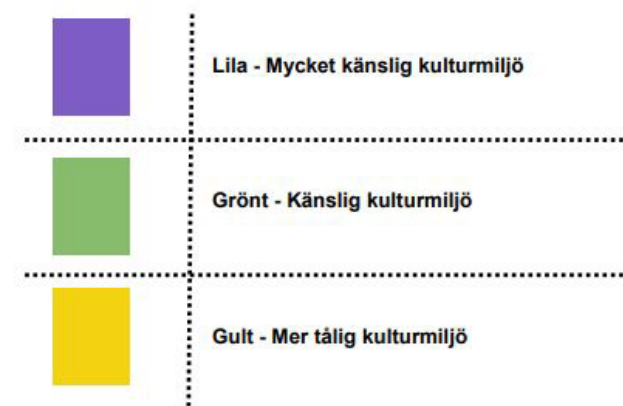 Lila - Mycket känslig kulturmiljö
Grönt - Känslig kulturmiljö
Gult - Mer tålig kulturmiljö